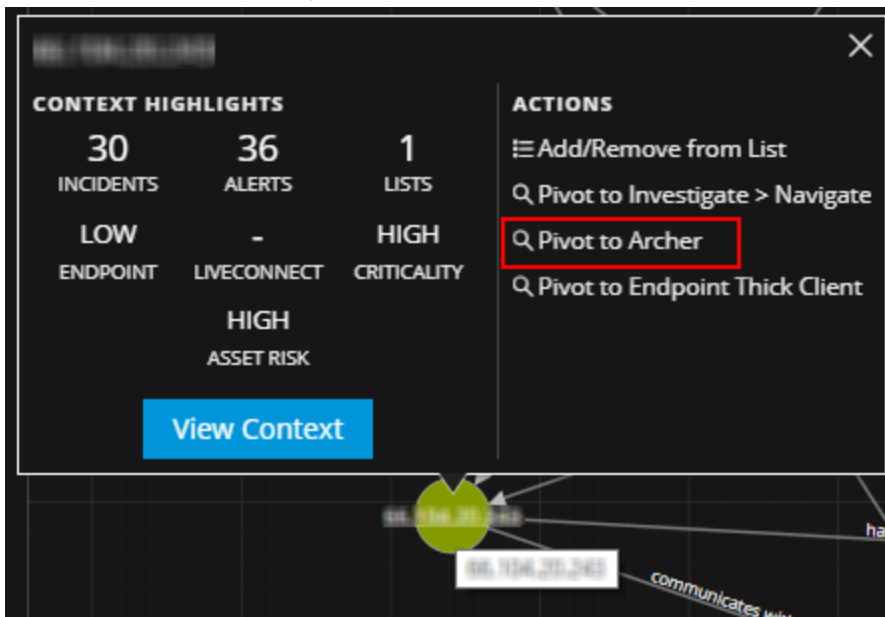 CONTEXT HIGHLIGHTS
30
INCIDENTS
36
ALERTS
1
LISTS
LOW
ENDPOINT
-
LIVECONNECT
HIGH
CRITICALITY
HIGH
ASSET RISK
View Context
ACTIONS
Add/Remove from List
Pivot to Investigate > Navigate
Pivot to Archer
Pivot to Endpoint Thick Client
communicates